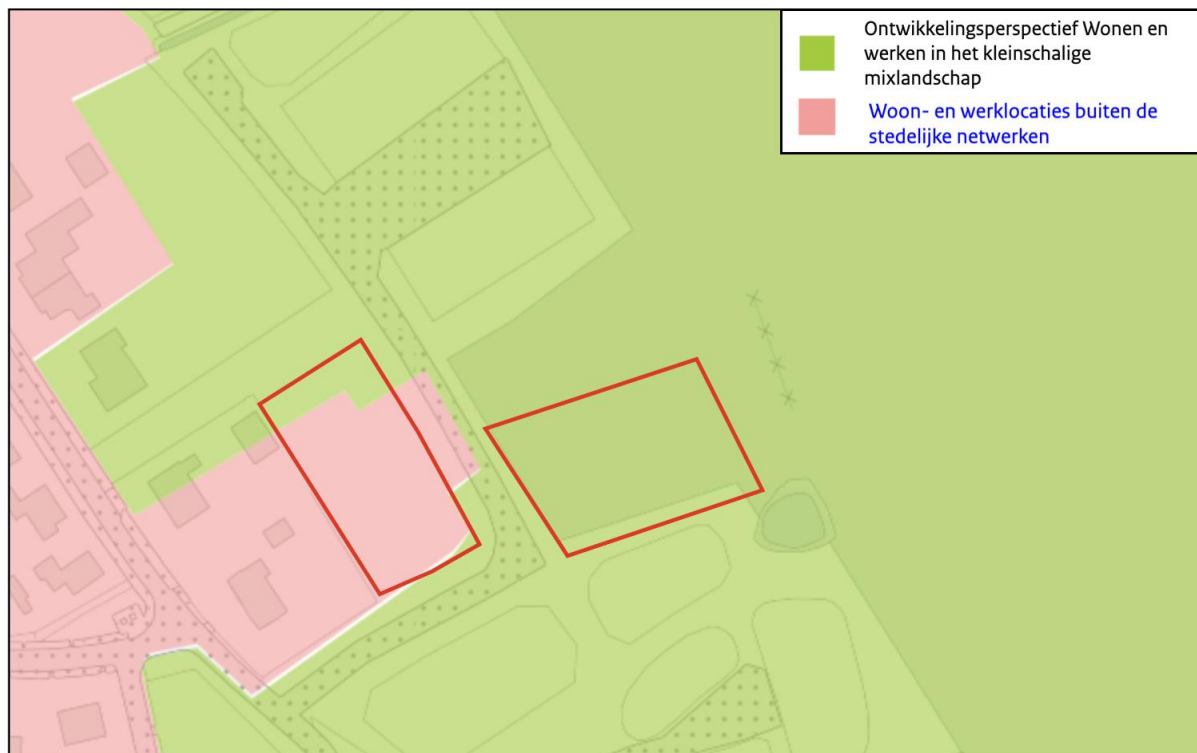 Ontwikkelingsperspectief Wonen en
werken in het kleinschalige
mixlandschap
Woon- en werklocaties buiten de
stedelijke netwerken